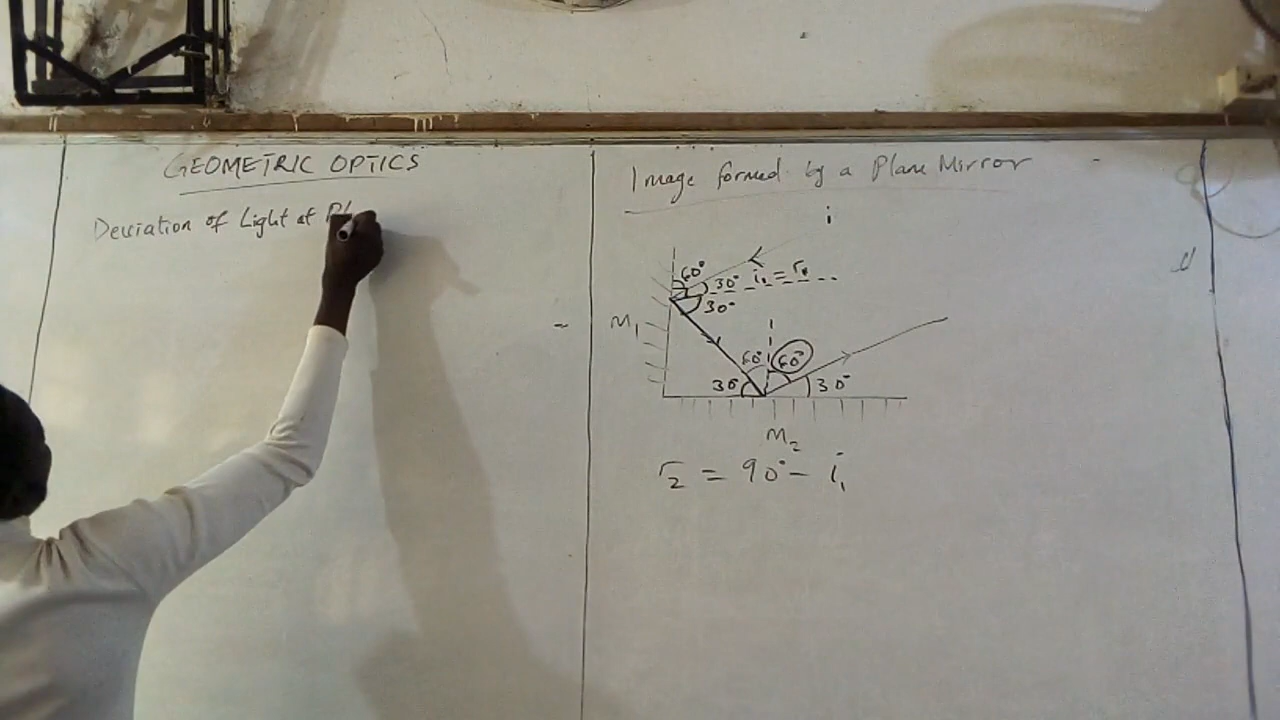 GEOMETRIC OPTICS
Deviation of Light at Pl
Image formed by a Plane Mirror
i
60°
30° i₁ = r₁
30°
M₁
60° 60°
30° 30°
M₂
r₂ = 90° - i₁